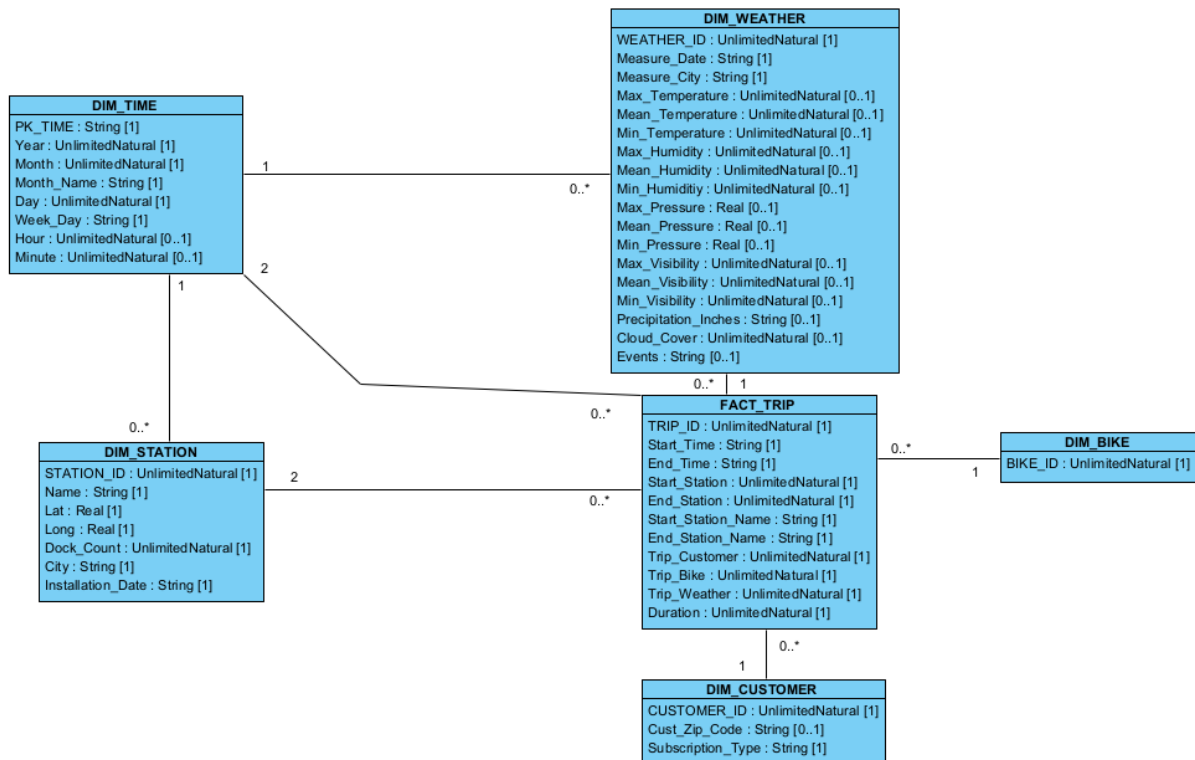 DIM_WEATHER
WEATHER_ID : UnlimitedNatural [1]
Measure_Date : String [1]
Measure_City : String [1]
Max_Temperature : UnlimitedNatural [0..1]
Mean_Temperature : UnlimitedNatural [0..1]
Min_Temperature : UnlimitedNatural [0..1]
Max_Humidity : UnlimitedNatural [0..1]
Mean_Humidity : UnlimitedNatural [0..1]
Min_Humiditiy : UnlimitedNatural [0..1]
Max_Pressure : Real [0..1]
Mean_Pressure : Real [0..1]
Min_Pressure : Real [0..1]
Max_Visibility : UnlimitedNatural [0..1]
Mean_Visibility : UnlimitedNatural [0..1]
Min_Visibility : UnlimitedNatural [0..1]
Precipitation_Inches : String [0..1]
Cloud_Cover : UnlimitedNatural [0..1]
Events : String [0..1]
DIM_TIME
PK_TIME : String [1]
Year : UnlimitedNatural [1]
Month : UnlimitedNatural [1]
Month_Name : String [1]
Day : UnlimitedNatural [1]
Week_Day : String [1]
Hour : UnlimitedNatural [0..1]
Minute : UnlimitedNatural [0..1]
1
0..*
2
1
0..*
0..*
0..* 1
FACT_TRIP
TRIP_ID : UnlimitedNatural [1]
Start_Time : String [1]
End_Time : String [1]
Start_Station : UnlimitedNatural [1]
End_Station : UnlimitedNatural [1]
Start_Station_Name : String [1]
End_Station_Name : String [1]
Trip_Customer : UnlimitedNatural [1]
Trip_Bike : UnlimitedNatural [1]
Trip_Weather : UnlimitedNatural [1]
Duration : UnlimitedNatural [1]
DIM_STATION
STATION_ID : UnlimitedNatural [1]
Name : String [1]
Lat : Real [1]
Long : Real [1]
Dock_Count : UnlimitedNatural [1]
City : String [1]
Installation_Date : String [1]
2
0..*
0..*
1
DIM_BIKE
BIKE_ID : UnlimitedNatural [1]
0..*
1
DIM_CUSTOMER
CUSTOMER_ID : UnlimitedNatural [1]
Cust_Zip_Code : String [0..1]
Subscription_Type : String [1]